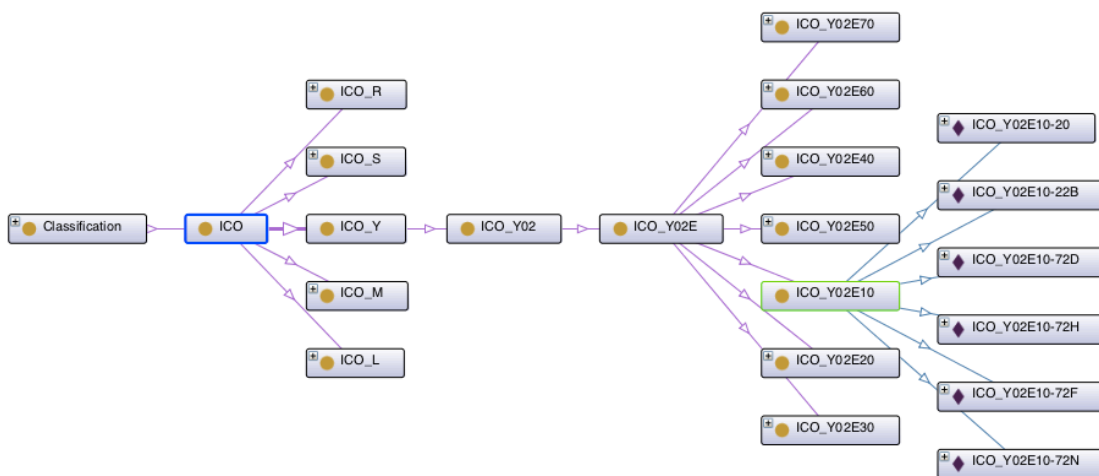 Classification
ICO
ICO_R
ICO_S
ICO_Y
ICO_M
ICO_L
ICO_Y02
ICO_Y02E
ICO_Y02E70
ICO_Y02E60
ICO_Y02E40
ICO_Y02E50
ICO_Y02E10
ICO_Y02E20
ICO_Y02E30
ICO_Y02E10-20
ICO_Y02E10-22B
ICO_Y02E10-72D
ICO_Y02E10-72H
ICO_Y02E10-72F
ICO_Y02E10-72N